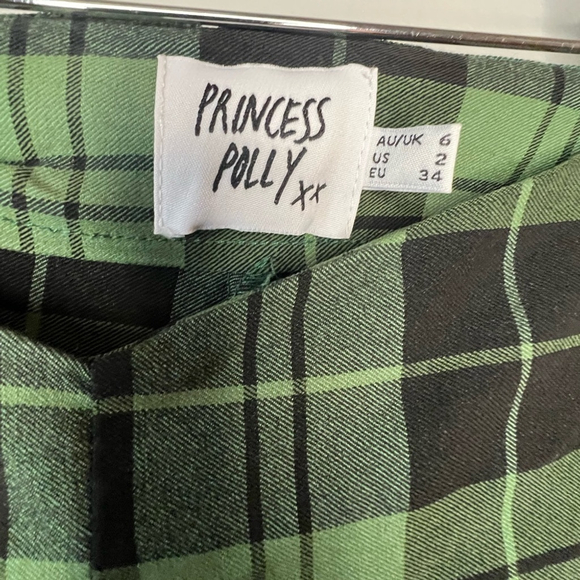 PRINCESS
POLLY xx
AU/UK 6
US 2
EU 34